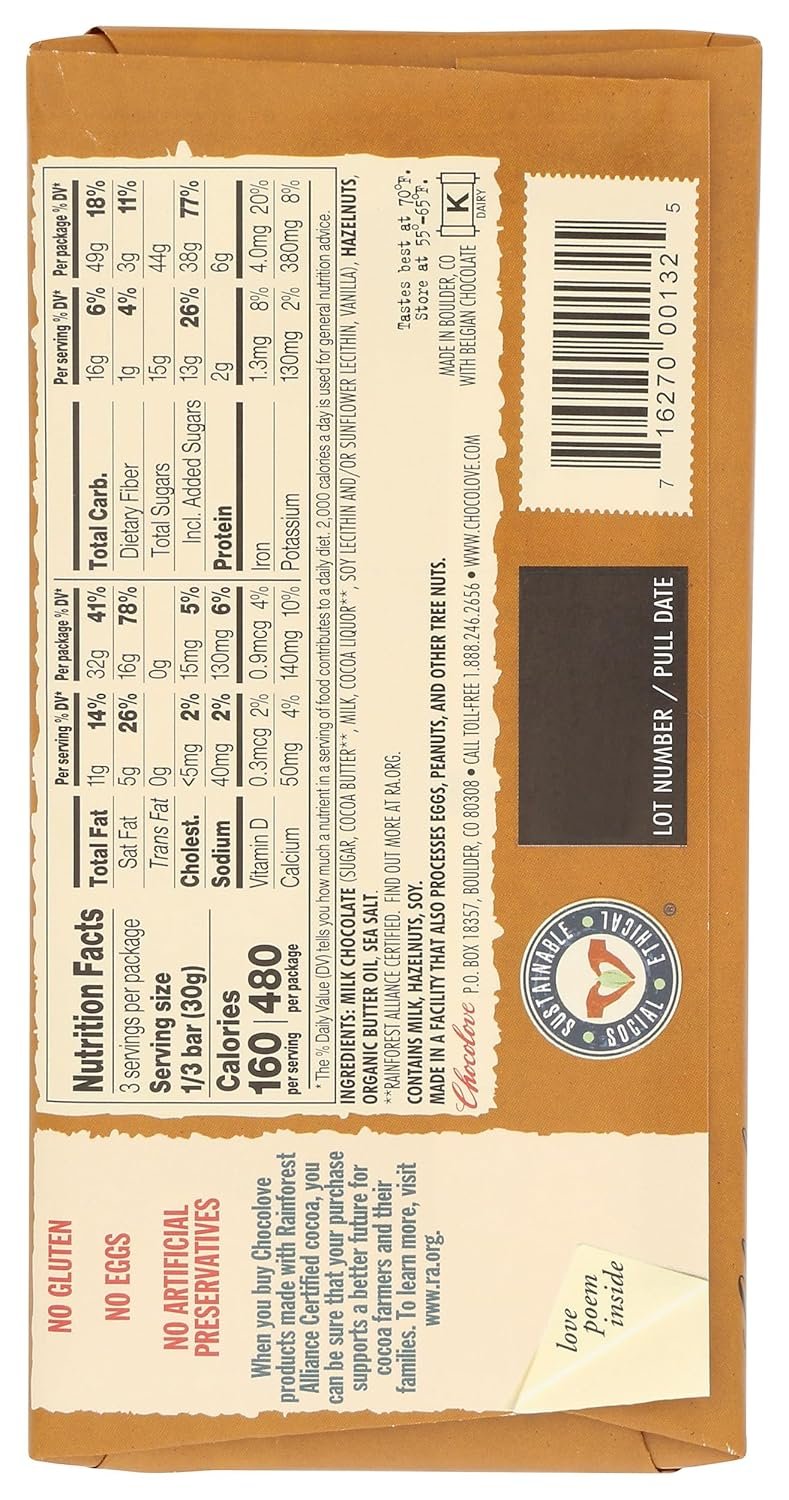 NO GLUTEN
NO EGGS
NO ARTIFICIAL
PRESERVATIVES
When you buy Chocolove
products made with Rainforest
Alliance Certified cocoa, you
can be sure that your purchase
supports a better future for
cocoa farmers and their
families. To learn more, visit
www.ra.org.
love
poem
inside
Nutrition Facts
3 servings per package
Serving size
1/3 bar (30g)
Calories
160 480
per serving per package
Per serving % DV* Per package % DV*
Total Fat 11g 14% 32g 41%
Sat Fat 5g 26% 16g 78%
Trans Fat 0g 0g
Cholest. <5mg 2% 15mg 5%
Sodium 40mg 2% 130mg 6%
Vitamin D 0.3mcg 2% 0.9mcg 4%
Calcium 50mg 4% 140mg 10%
Per serving % DV* Per package % DV*
Total Carb. 16g 6% 49g 18%
Dietary Fiber 1g 4% 3g 11%
Total Sugars 15g 44g
Incl. Added Sugars 13g 26% 38g 77%
Protein 2g 6g
Iron 1.3mg 8% 4.0mg 20%
Potassium 130mg 2% 380mg 8%
* The % Daily Value (DV) tells you how much a nutrient in a serving of food contributes to a daily diet. 2,000 calories a day is used for general nutrition advice.
INGREDIENTS: MILK CHOCOLATE (SUGAR, COCOA BUTTER**, MILK, COCOA LIQUOR**, SOY LECITHIN AND/OR SUNFLOWER LECITHIN, VANILLA), HAZELNUTS,
ORGANIC BUTTER OIL, SEA SALT.
**RAINFOREST ALLIANCE CERTIFIED. FIND OUT MORE AT RA.ORG.
CONTAINS MILK, HAZELNUTS, SOY.
MADE IN A FACILITY THAT ALSO PROCESSES EGGS, PEANUTS, AND OTHER TREE NUTS.
Chocolove P.O. BOX 18357, BOULDER, CO 80308 • CALL TOLL-FREE 1.888.246.2656 • WWW.CHOCOLOVE.COM
Tastes best at 70°F.
Store at 55°-65°F.
MADE IN BOULDER, CO
WITH BELGIAN CHOCOLATE
K
DAIRY
SUSTAINABLE • ETHICAL • SOCIAL •
®
LOT NUMBER / PULL DATE
7 16270 00132 5